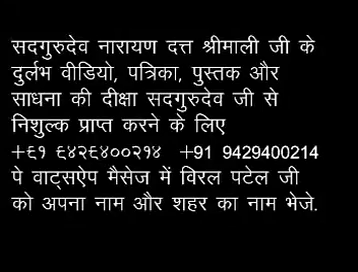 सदगुरुदेव नारायण दत्त श्रीमाली जी के
दुर्लभ वीडियो, पत्रिका, पुस्तक और
साधना की दीक्षा सदगुरुदेव जी से
निशुल्क प्राप्त करने के लिए
+९१ ९४२९४००२१४ +91 9429400214
पे वाट्सऐप मैसेज में विरल पटेल जी
को अपना नाम और शहर का नाम भेजे.